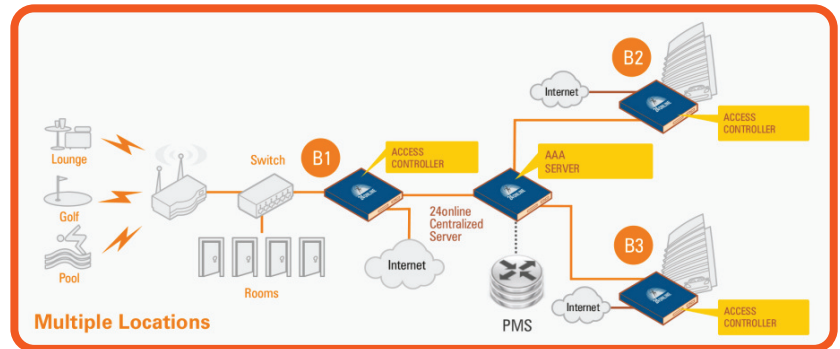 B2
Internet
ACCESS
CONTROLLER
Lounge
Switch
B1
ACCESS
CONTROLLER
AAA
SERVER
Golf
24online
Centralized
Server
Internet
Pool
Rooms
B3
Internet
PMS
ACCESS
CONTROLLER
Multiple Locations